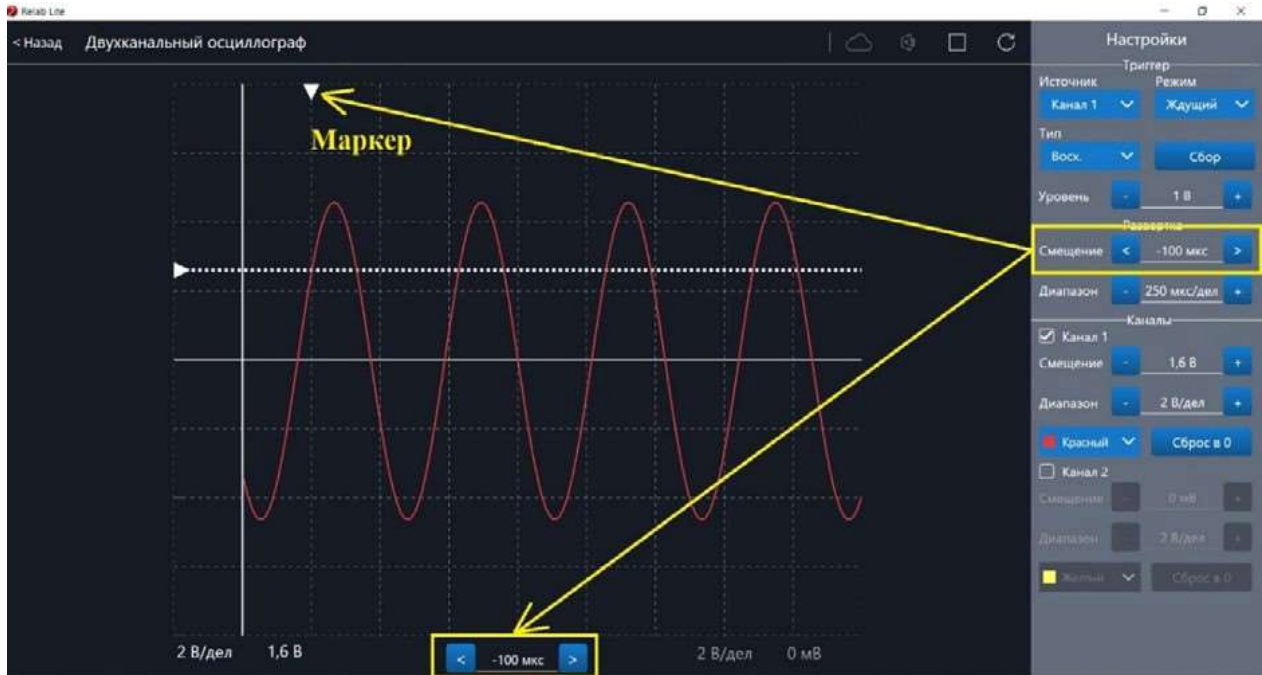 Relab Lite
< Назад Двухканальный осциллограф
Маркер
2 В/дел 1,6 В < -100 мкс > 2 В/дел 0 мВ
Настройки
Триггер
Источник Режим
Канал 1 Ждущий
Тип
Восх. Сбор
Уровень - 1 В +
Развертка
Смещение < -100 мкс >
Диапазон - 250 мкс/дел +
Каналы
Канал 1
Смещение - 1,6 В +
Диапазон - 2 В/дел +
Красный Сброс в 0
Канал 2
Смещение - 0 мВ +
Диапазон - 2 В/дел +
Желтый Сброс в 0